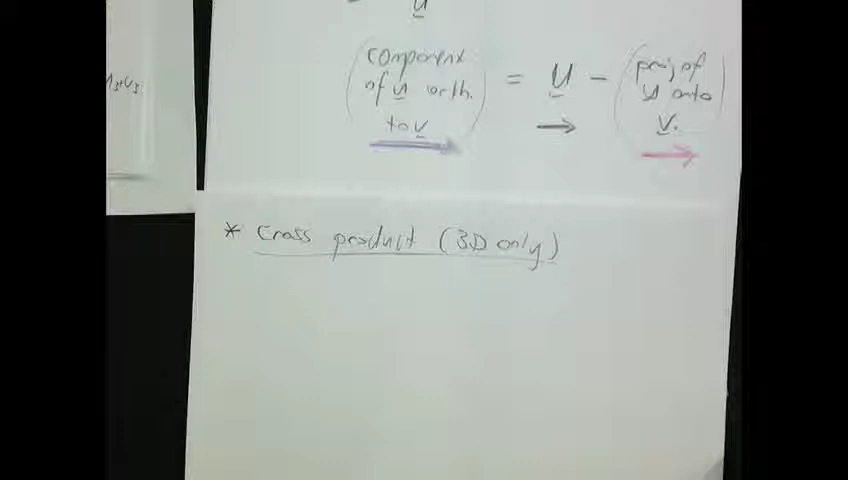 u
(component of u orth. to v) = u - (proj of u onto v.)
* Cross product (3D only)